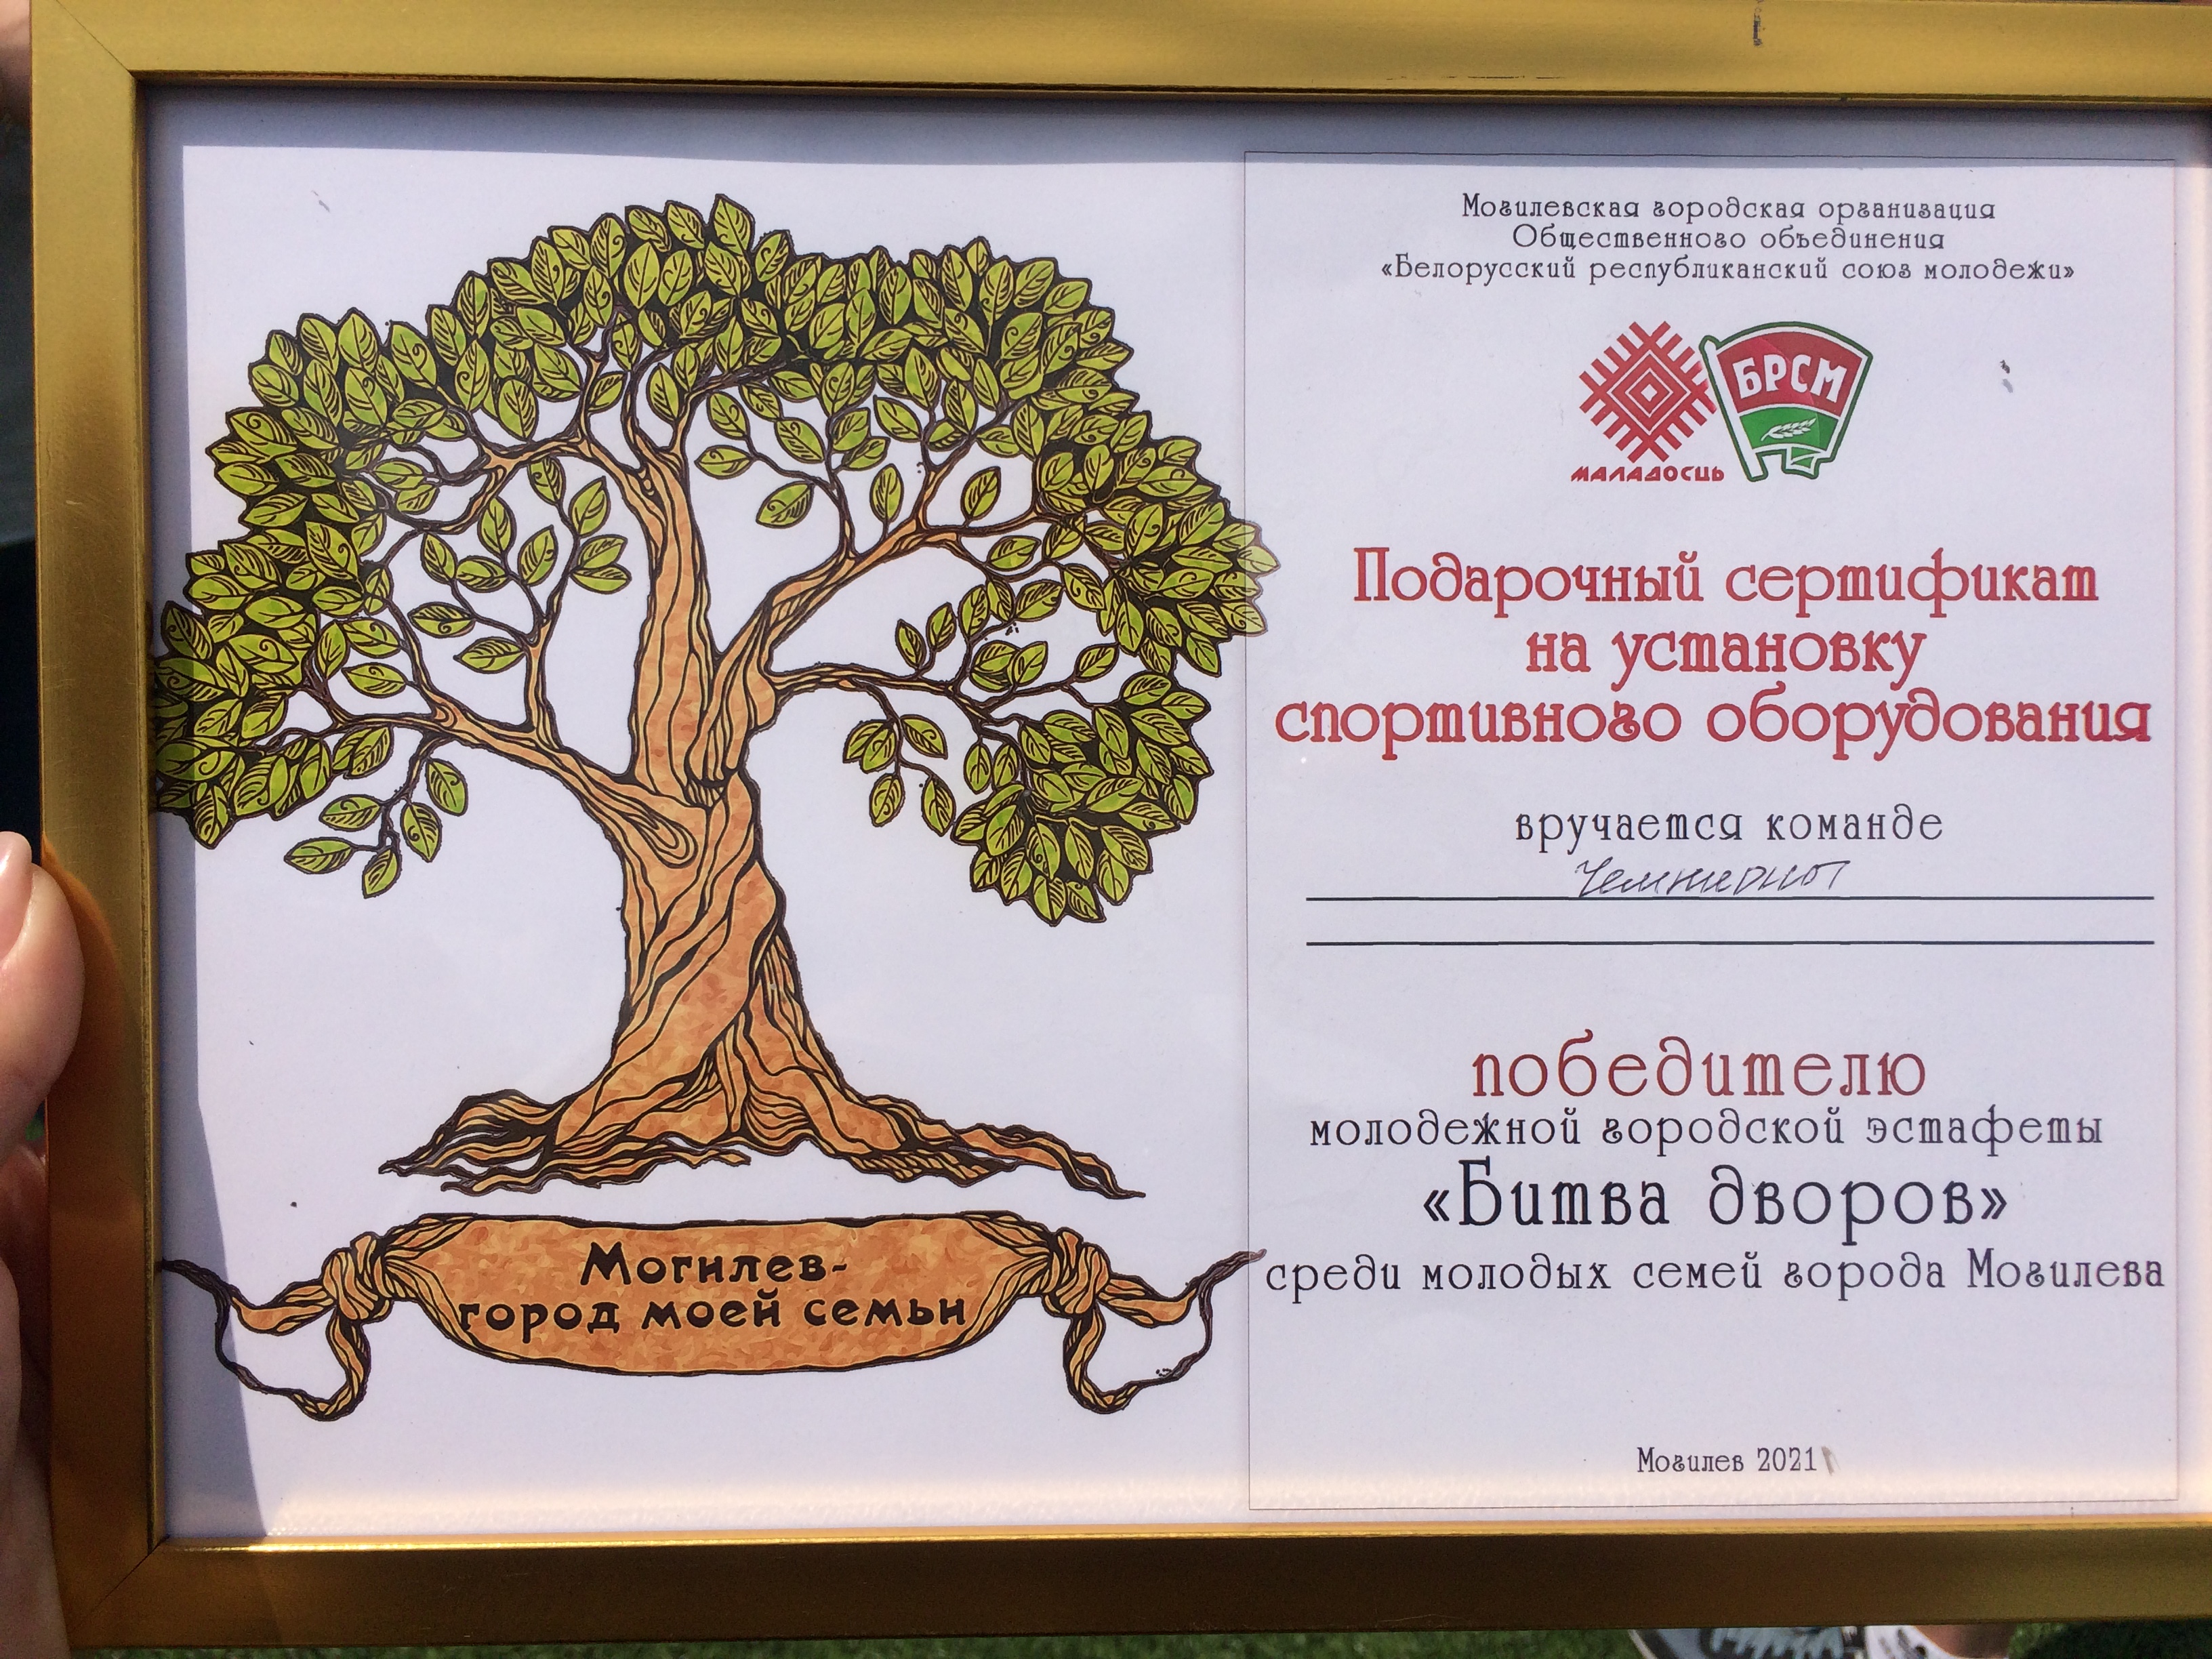 Могилевская городская организация
Общественного объединения
«Белорусский республиканский союз молодежи»
МАЛАДОСЦЬ
БРСМ
Подарочный сертификат
на установку
спортивного оборудования
вручается команде
Чемпионы
победителю
молодежной городской эстафеты
«Битва дворов»
среди молодых семей города Могилева
Могилев 2021
Могилев-
город моей семьи